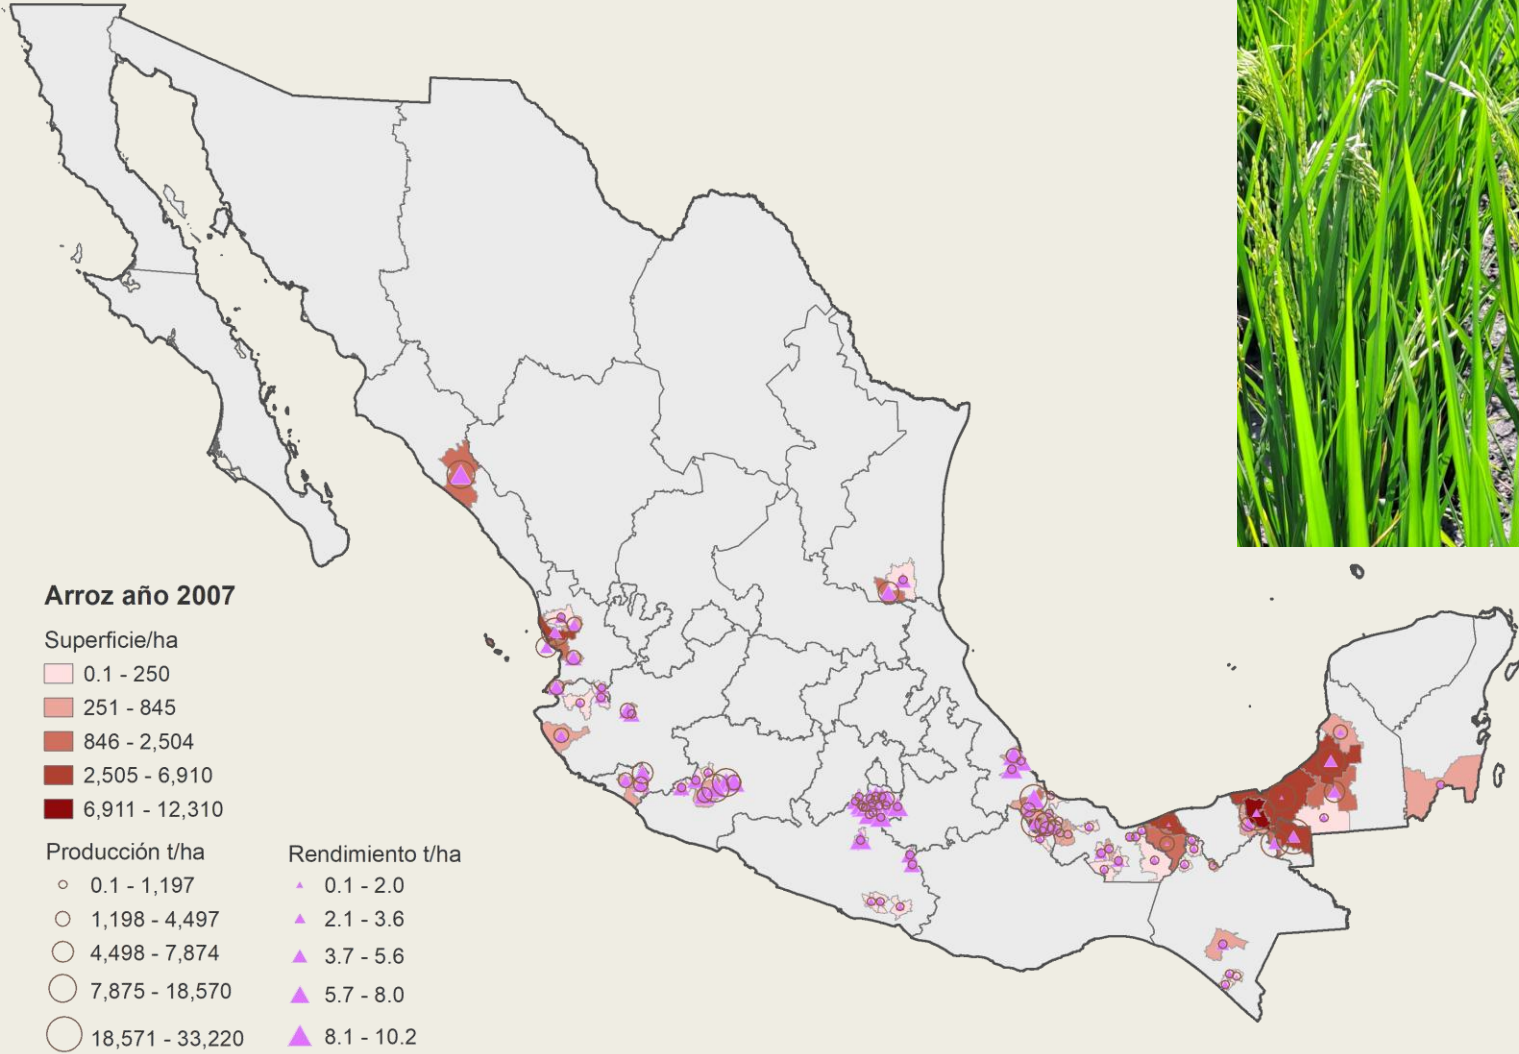 Arroz año 2007
Superficie/ha
0.1 - 250
251 - 845
846 - 2,504
2,505 - 6,910
6,911 - 12,310
Producción t/ha
0.1 - 1,197
1,198 - 4,497
4,498 - 7,874
7,875 - 18,570
18,571 - 33,220
Rendimiento t/ha
0.1 - 2.0
2.1 - 3.6
3.7 - 5.6
5.7 - 8.0
8.1 - 10.2